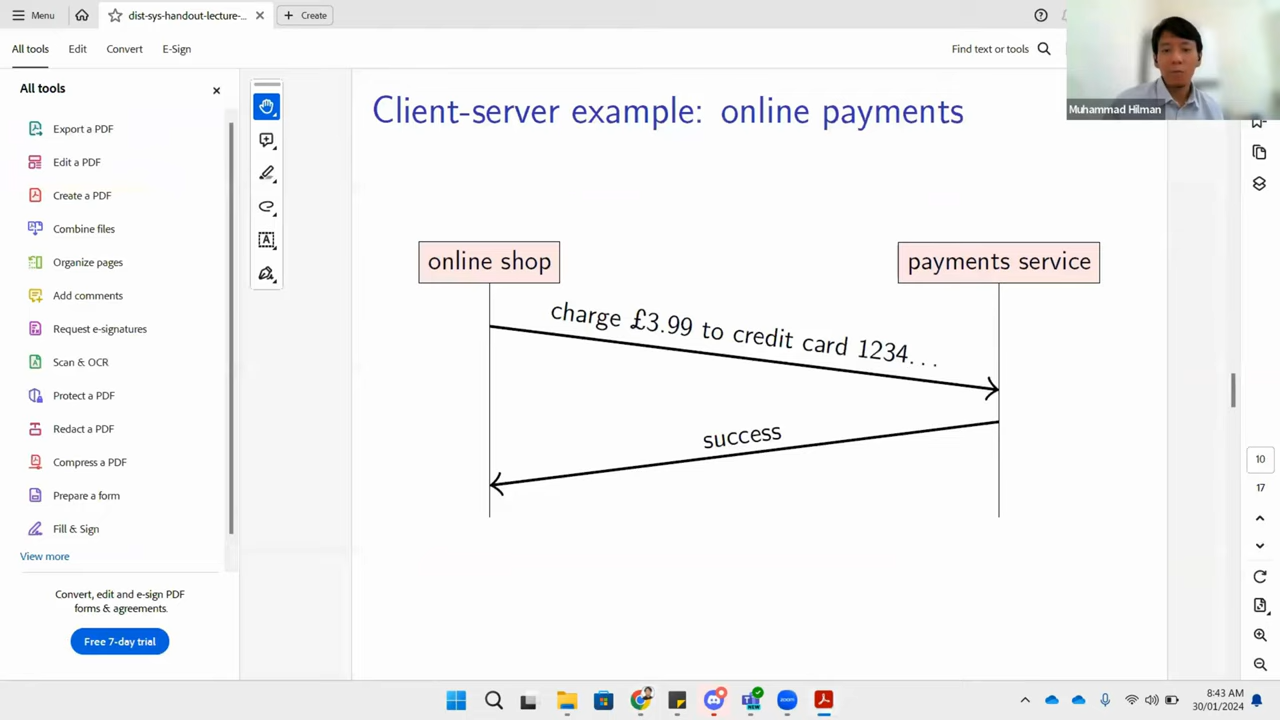 Menu
dist-sys-handout-lecture-...
Create
All tools
Edit
Convert
E-Sign
Find text or tools
All tools
Export a PDF
Edit a PDF
Create a PDF
Combine files
Organize pages
Add comments
Request e-signatures
Scan & OCR
Protect a PDF
Redact a PDF
Compress a PDF
Prepare a form
Fill & Sign
View more
Convert, edit and e-sign PDF
forms & agreements.
Free 7-day trial
Client-server example: online payments
online shop
payments service
charge £3.99 to credit card 1234...
success
Muhammad Hilman
10
17
NEW
8:43 AM
30/01/2024